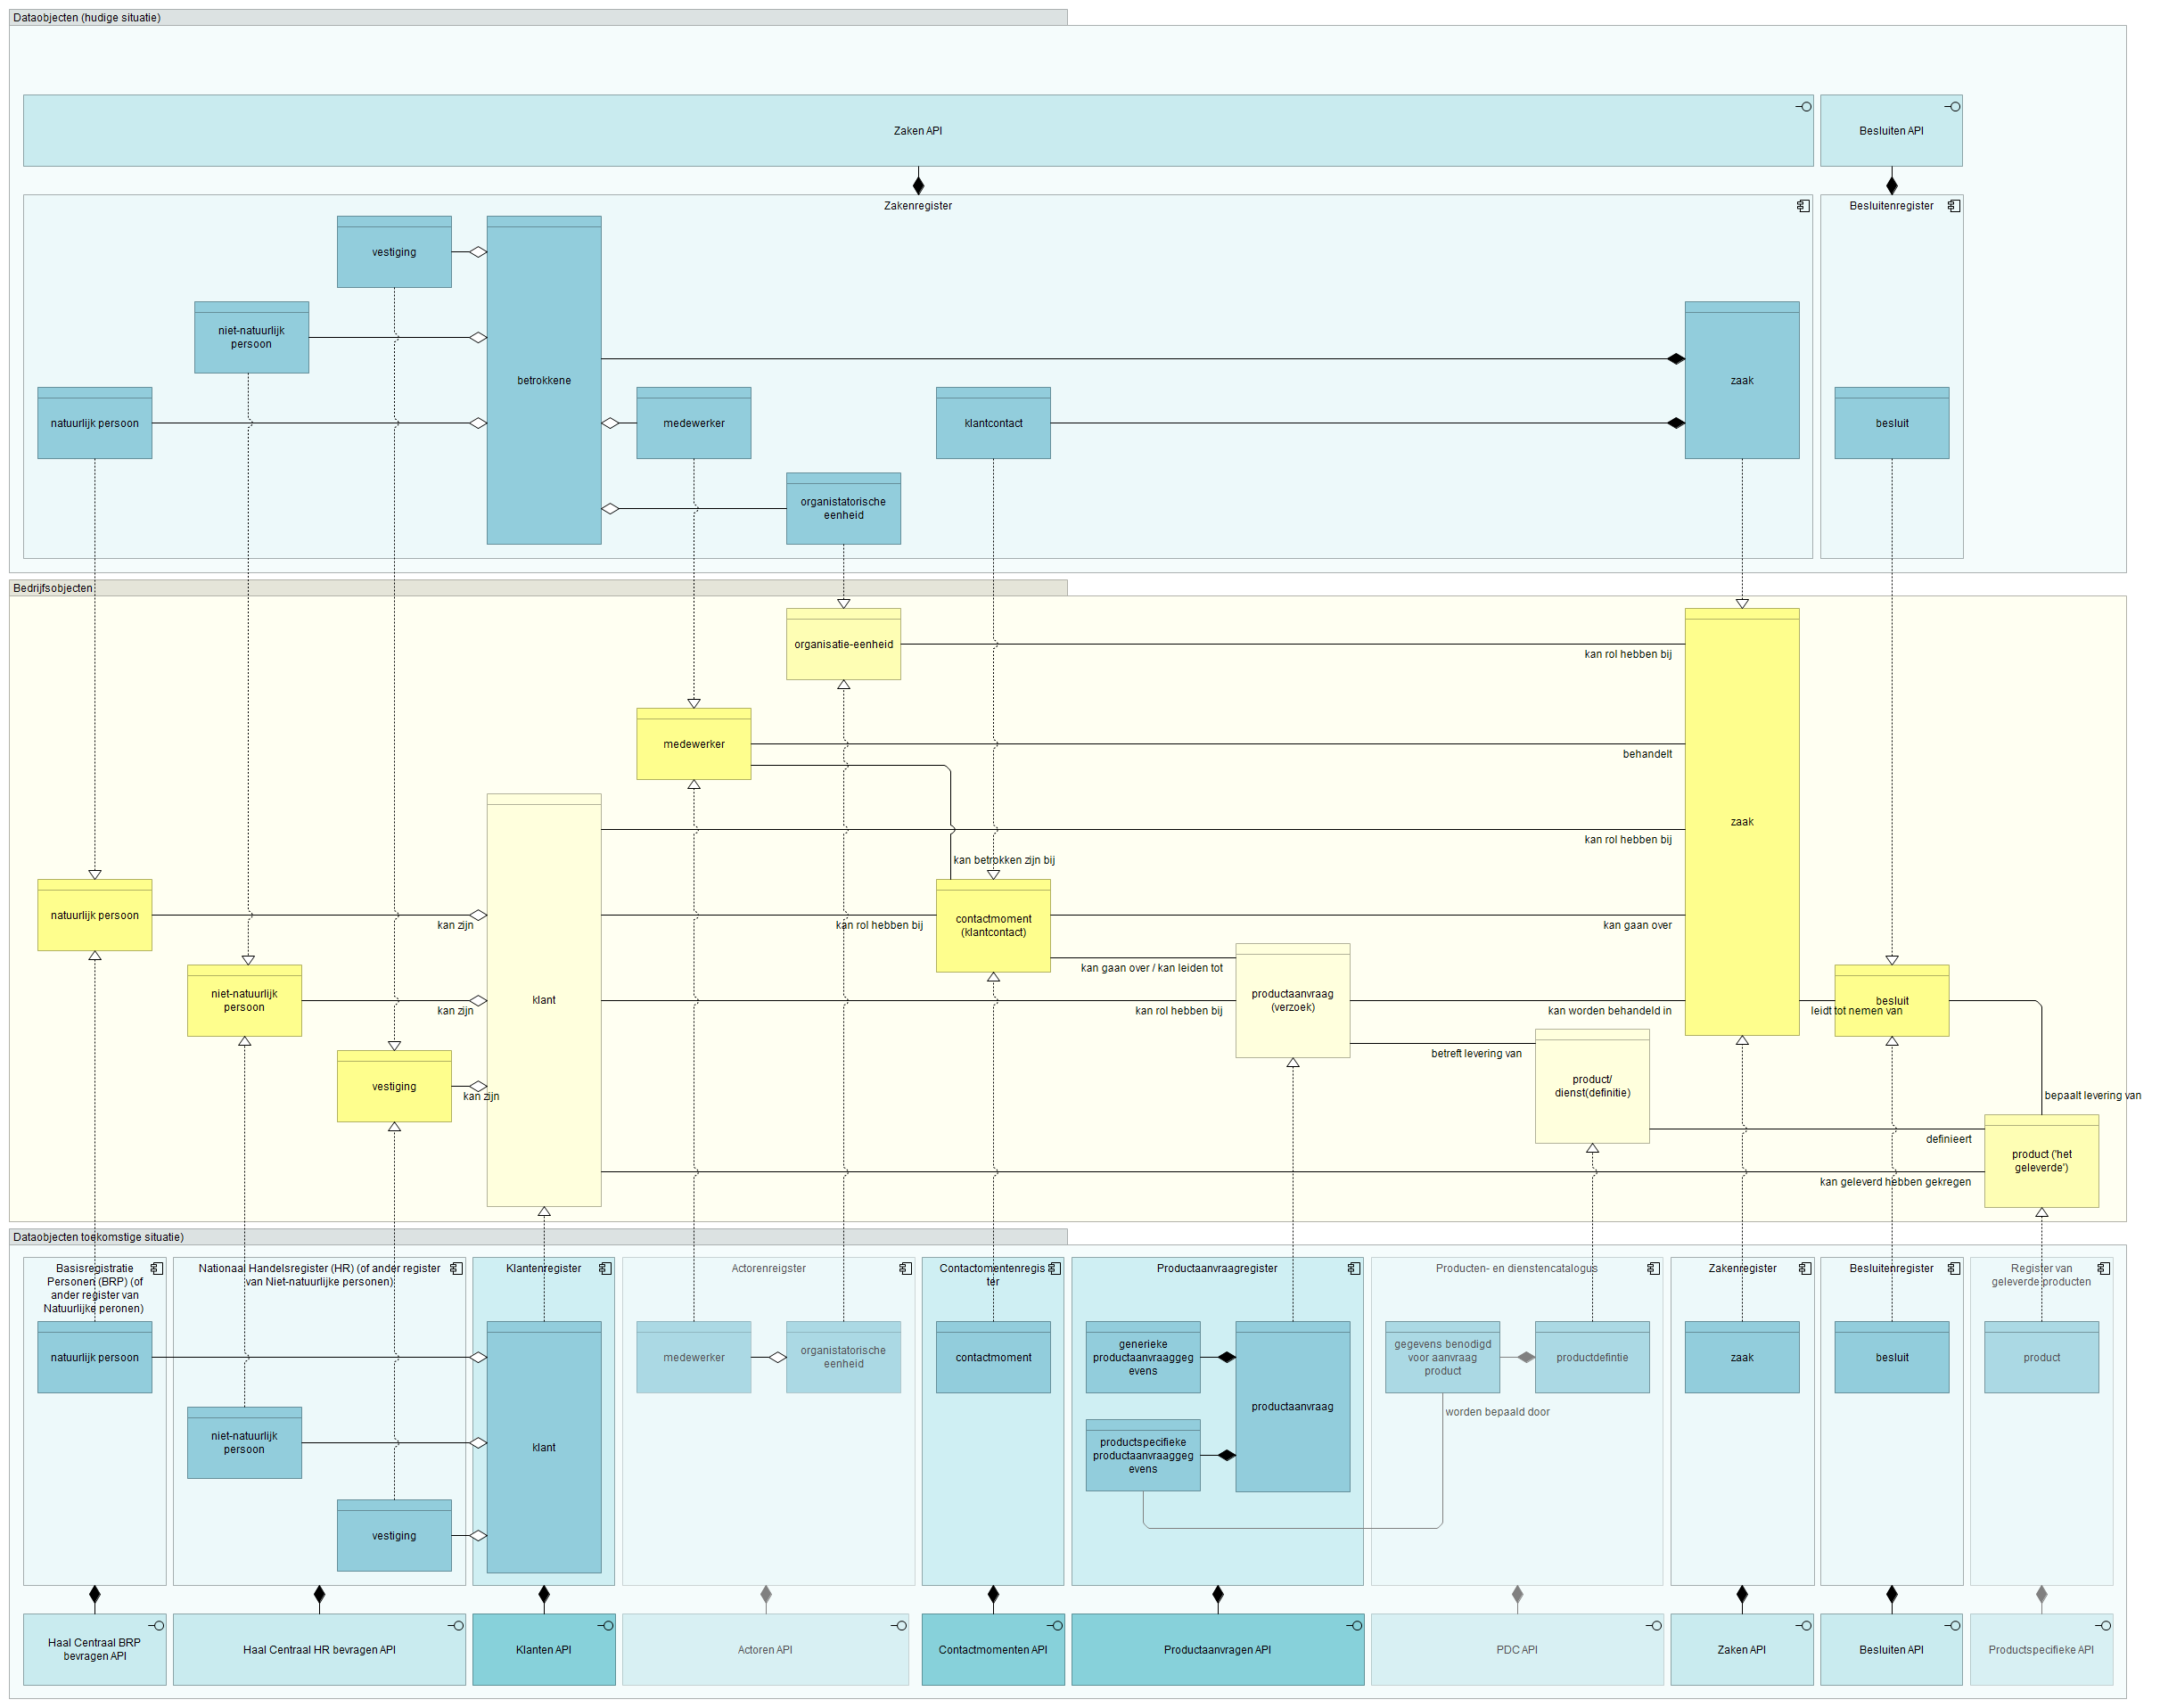 Dataobjecten (hudige situatie)
Zaken API
Besluiten API
Zakenregister
Besluitenregister
vestiging
niet-natuurlijk
persoon
betrokkene
zaak
natuurlijk persoon
medewerker
klantcontact
besluit
organistatorische
eenheid
Bedrijfsobjecten
organisatie-eenheid
kan rol hebben bij
medewerker
behandelt
zaak
kan rol hebben bij
kan betrokken zijn bij
natuurlijk persoon
kan zijn
kan rol hebben bij
contactmoment
(klantcontact)
kan gaan over
kan gaan over / kan leiden tot
niet-natuurlijk
persoon
kan zijn
klant
kan rol hebben bij
productaanvraag
(verzoek)
kan worden behandeld in
leidt tot nemen van
besluit
betreft levering van
vestiging
kan zijn
product/
dienst(definitie)
bepaalt levering van
definieert
product ('het
geleverde')
kan geleverd hebben gekregen
Dataobjecten toekomstige situatie)
Basisregistratie
Personen (BRP) (of
ander register van
Natuurlijke peronen)
Nationaal Handelsregister (HR) (of ander register
van Niet-natuurlijke personen)
Klantenregister
Actorenreigster
Contactomentenregis
ter
Productaanvraagregister
Producten- en dienstencatalogus
Zakenregister
Besluitenregister
Register van
geleverde producten
natuurlijk persoon
medewerker
organistatorische
eenheid
contactmoment
generieke
productaanvraaggeg
evens
productaanvraag
gegevens benodigd
voor aanvraag
product
productdefintie
zaak
besluit
product
worden bepaald door
niet-natuurlijk
persoon
klant
productspecifieke
productaanvraaggeg
evens
vestiging
Haal Centraal BRP
bevragen API
Haal Centraal HR bevragen API
Klanten API
Actoren API
Contactmomenten API
Productaanvragen API
PDC API
Zaken API
Besluiten API
Productspecifieke API